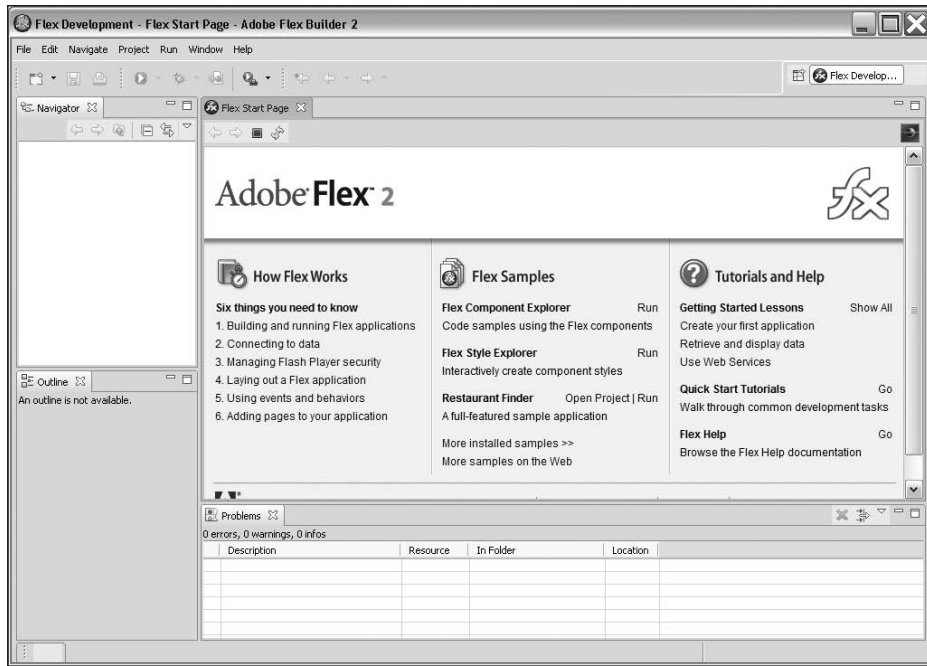 Flex Development - Flex Start Page - Adobe Flex Builder 2
File Edit Navigate Project Run Window Help
Flex Develop...
Navigator
Flex Start Page
Adobe Flex 2
How Flex Works
Six things you need to know
1. Building and running Flex applications
2. Connecting to data
3. Managing Flash Player security
4. Laying out a Flex application
5. Using events and behaviors
6. Adding pages to your application
Flex Samples
Flex Component Explorer Run
Code samples using the Flex components
Flex Style Explorer Run
Interactively create component styles
Restaurant Finder Open Project | Run
A full-featured sample application
More installed samples >>
More samples on the Web
Tutorials and Help
Getting Started Lessons Show All
Create your first application
Retrieve and display data
Use Web Services
Quick Start Tutorials Go
Walk through common development tasks
Flex Help Go
Browse the Flex Help documentation
Outline
An outline is not available.
Problems
0 errors, 0 warnings, 0 infos
Description Resource In Folder Location